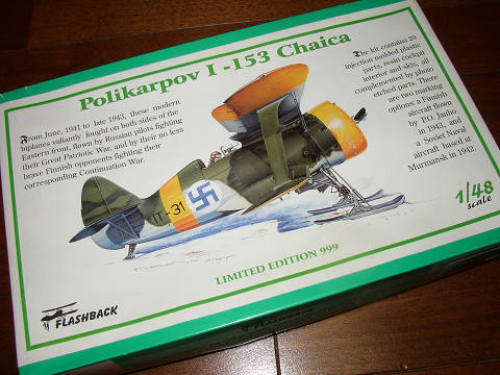 Polikarpov I-153 Chaica
From June, 1941 to late 1943, these modern
biplanes valiantly fought on both sides of the
Eastern front, flown by Russian pilots fighting
their Great Patriotic War, and by their no less
brave Finnish opponents fighting their
corresponding Continuation War.
The kit contains 20
injection molded plastic
parts, resin cockpit
interior and skis, all
complemented by photo
etched parts. There
are two marking
options: a Finnish
aircraft flown
by P.O. Jauho
in 1943, and
a Soviet Naval
aircraft based at
Murmansk in 1942.
IT-31
1/48
scale
LIMITED EDITION 999
FLASHBACK